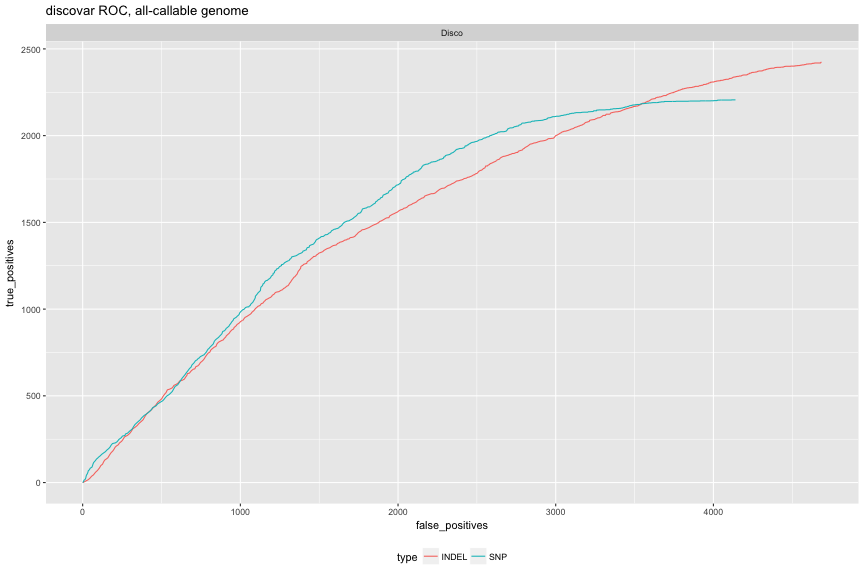 discovar ROC, all-callable genome
Disco
2500
2000
1500
1000
500
0
true_positives
0 1000 2000 3000 4000
false_positives
type INDEL SNP